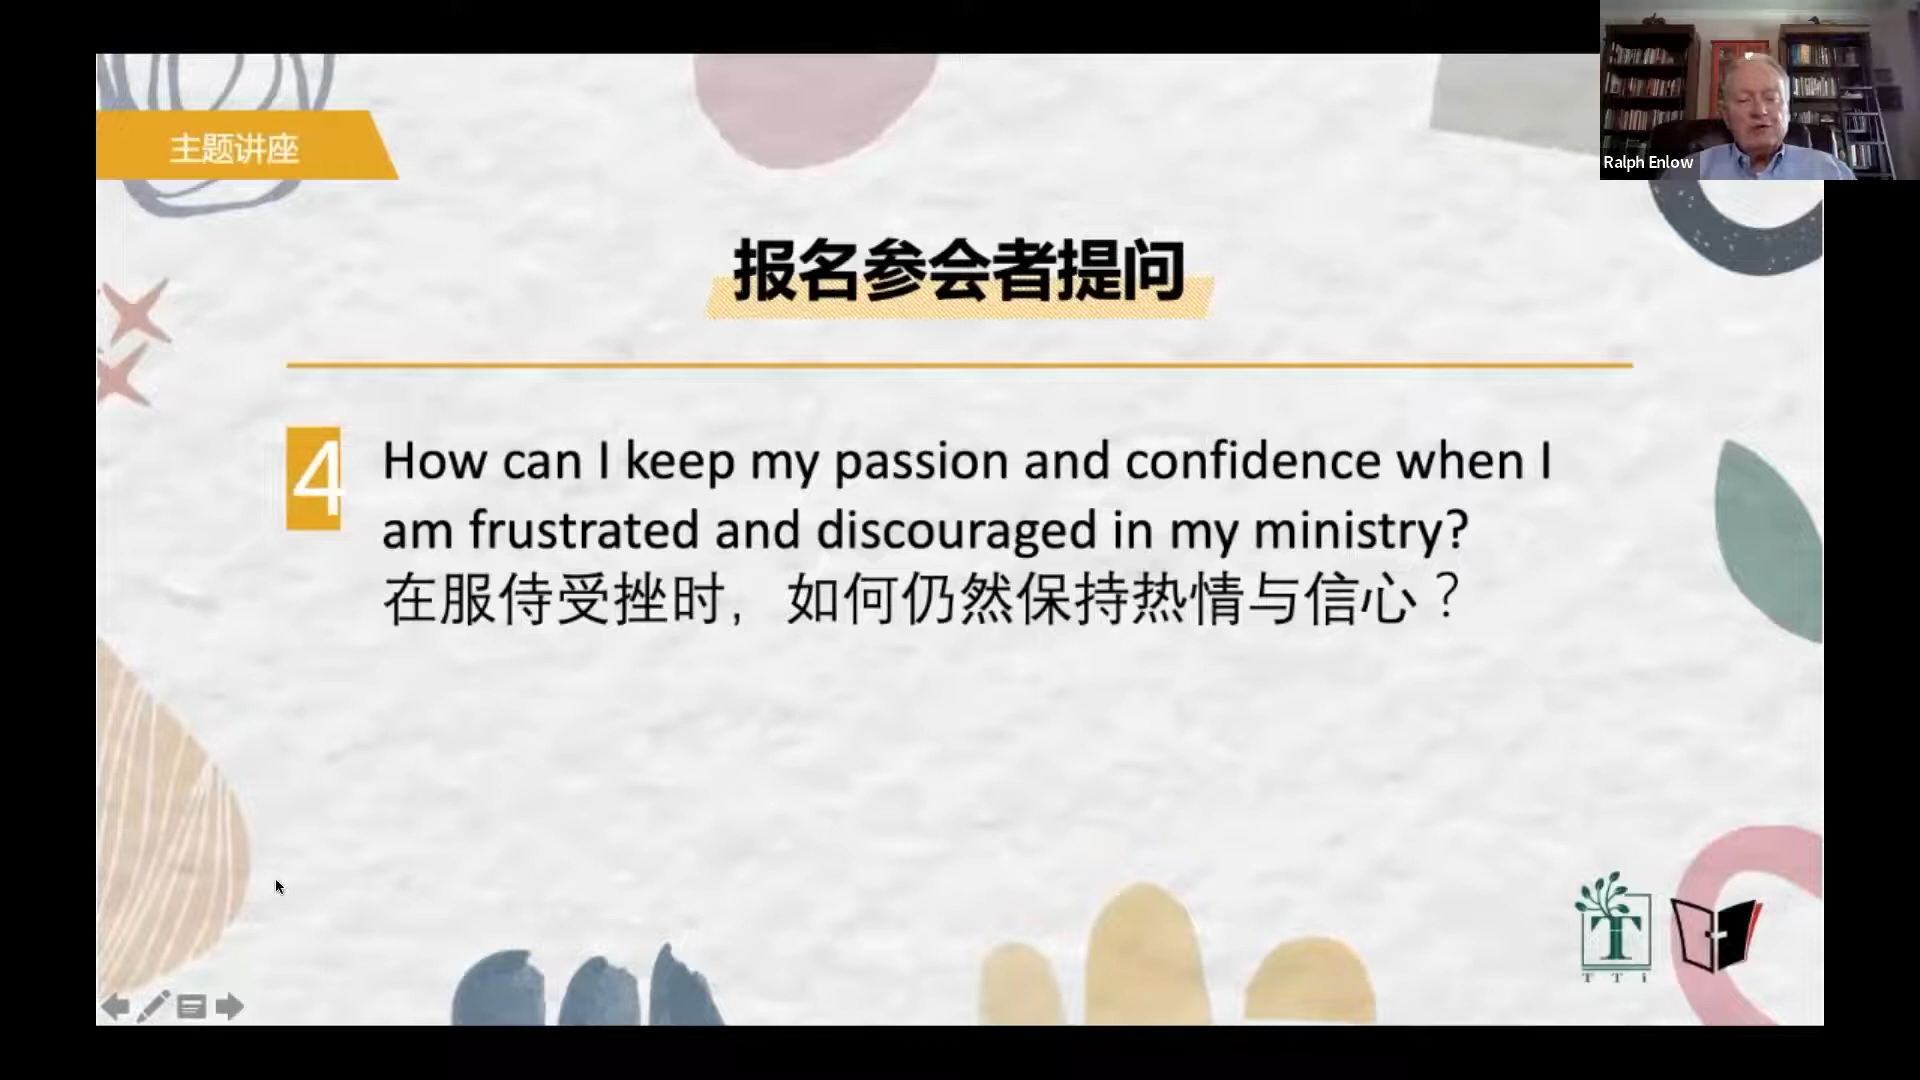 主题讲座
Ralph Enlow
报名参会者提问
4
How can I keep my passion and confidence when I
am frustrated and discouraged in my ministry?
在服侍受挫时，如何仍然保持热情与信心？
T
T T i